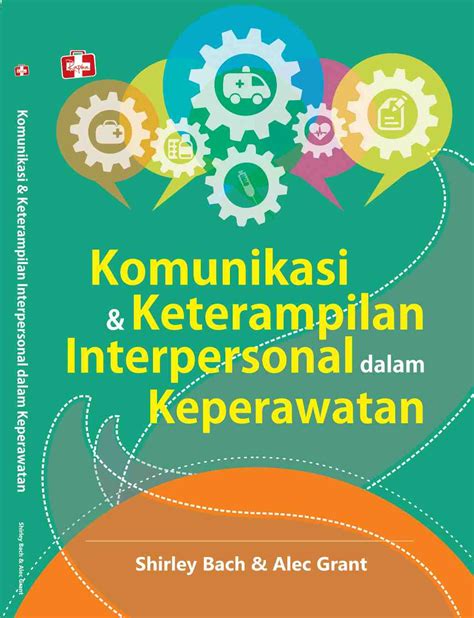 Komunikasi
& Keterampilan
Interpersonal dalam
Keperawatan
Shirley Bach & Alec Grant
Komunikasi & Keterampilan Interpersonal dalam Keperawatan
Shirley Bach & Alec Grant